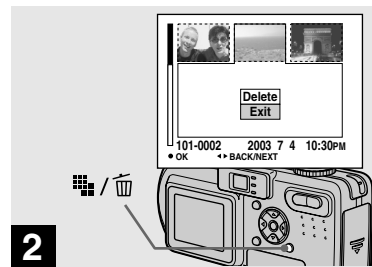 Delete
Exit
101-0002 2003 7 4 10:30PM
● OK ◂▸ BACK/NEXT
/
2